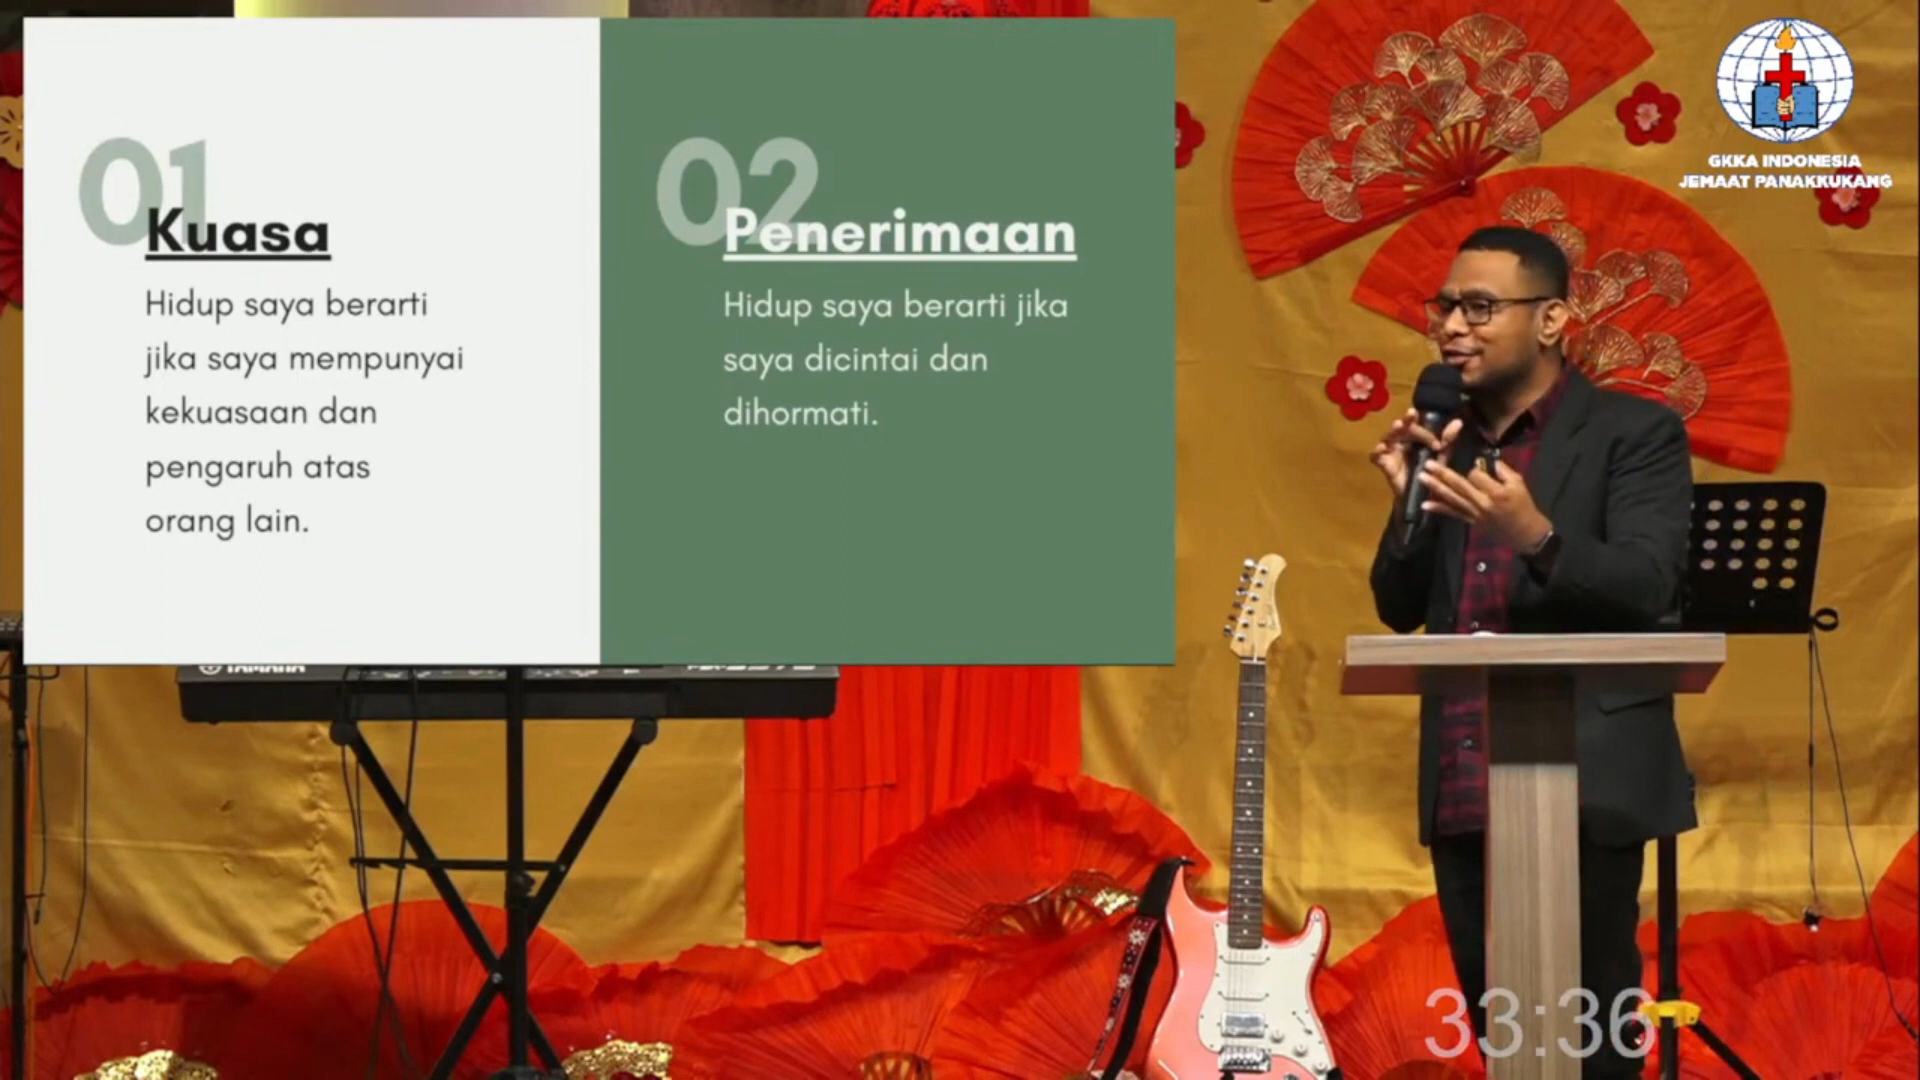 01
Kuasa
Hidup saya berarti
jika saya mempunyai
kekuasaan dan
pengaruh atas
orang lain.
02
Penerimaan
Hidup saya berarti jika
saya dicintai dan
dihormati.
GKKA INDONESIA
JEMAAT PANAKKUKANG
YAMAHA
33:36